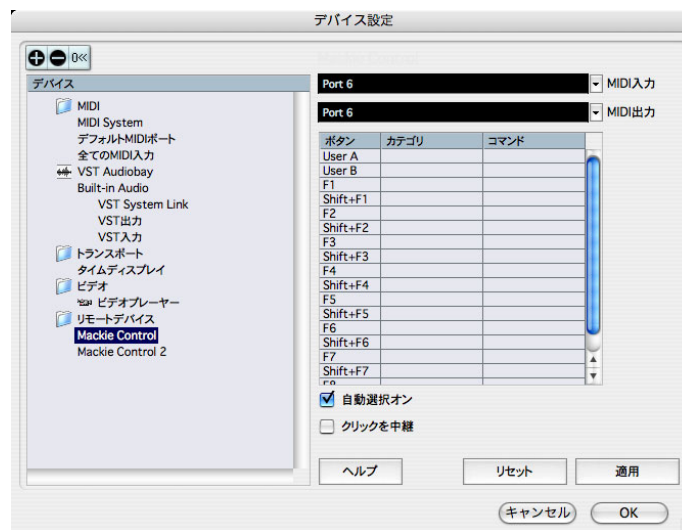 デバイス設定
0≪
デバイス
MIDI
MIDI System
デフォルトMIDIポート
全てのMIDI入力
VST Audiobay
Built-in Audio
VST System Link
VST出力
VST入力
トランスポート
タイムディスプレイ
ビデオ
ビデオプレーヤー
リモートデバイス
Mackie Control
Mackie Control 2
Port 6 MIDI入力
Port 6 MIDI出力
ボタン カテゴリ コマンド
User A
User B
F1
Shift+F1
F2
Shift+F2
F3
Shift+F3
F4
Shift+F4
F5
Shift+F5
F6
Shift+F6
F7
Shift+F7
F8
自動選択オン
クリックを中継
ヘルプ リセット 適用
キャンセル OK